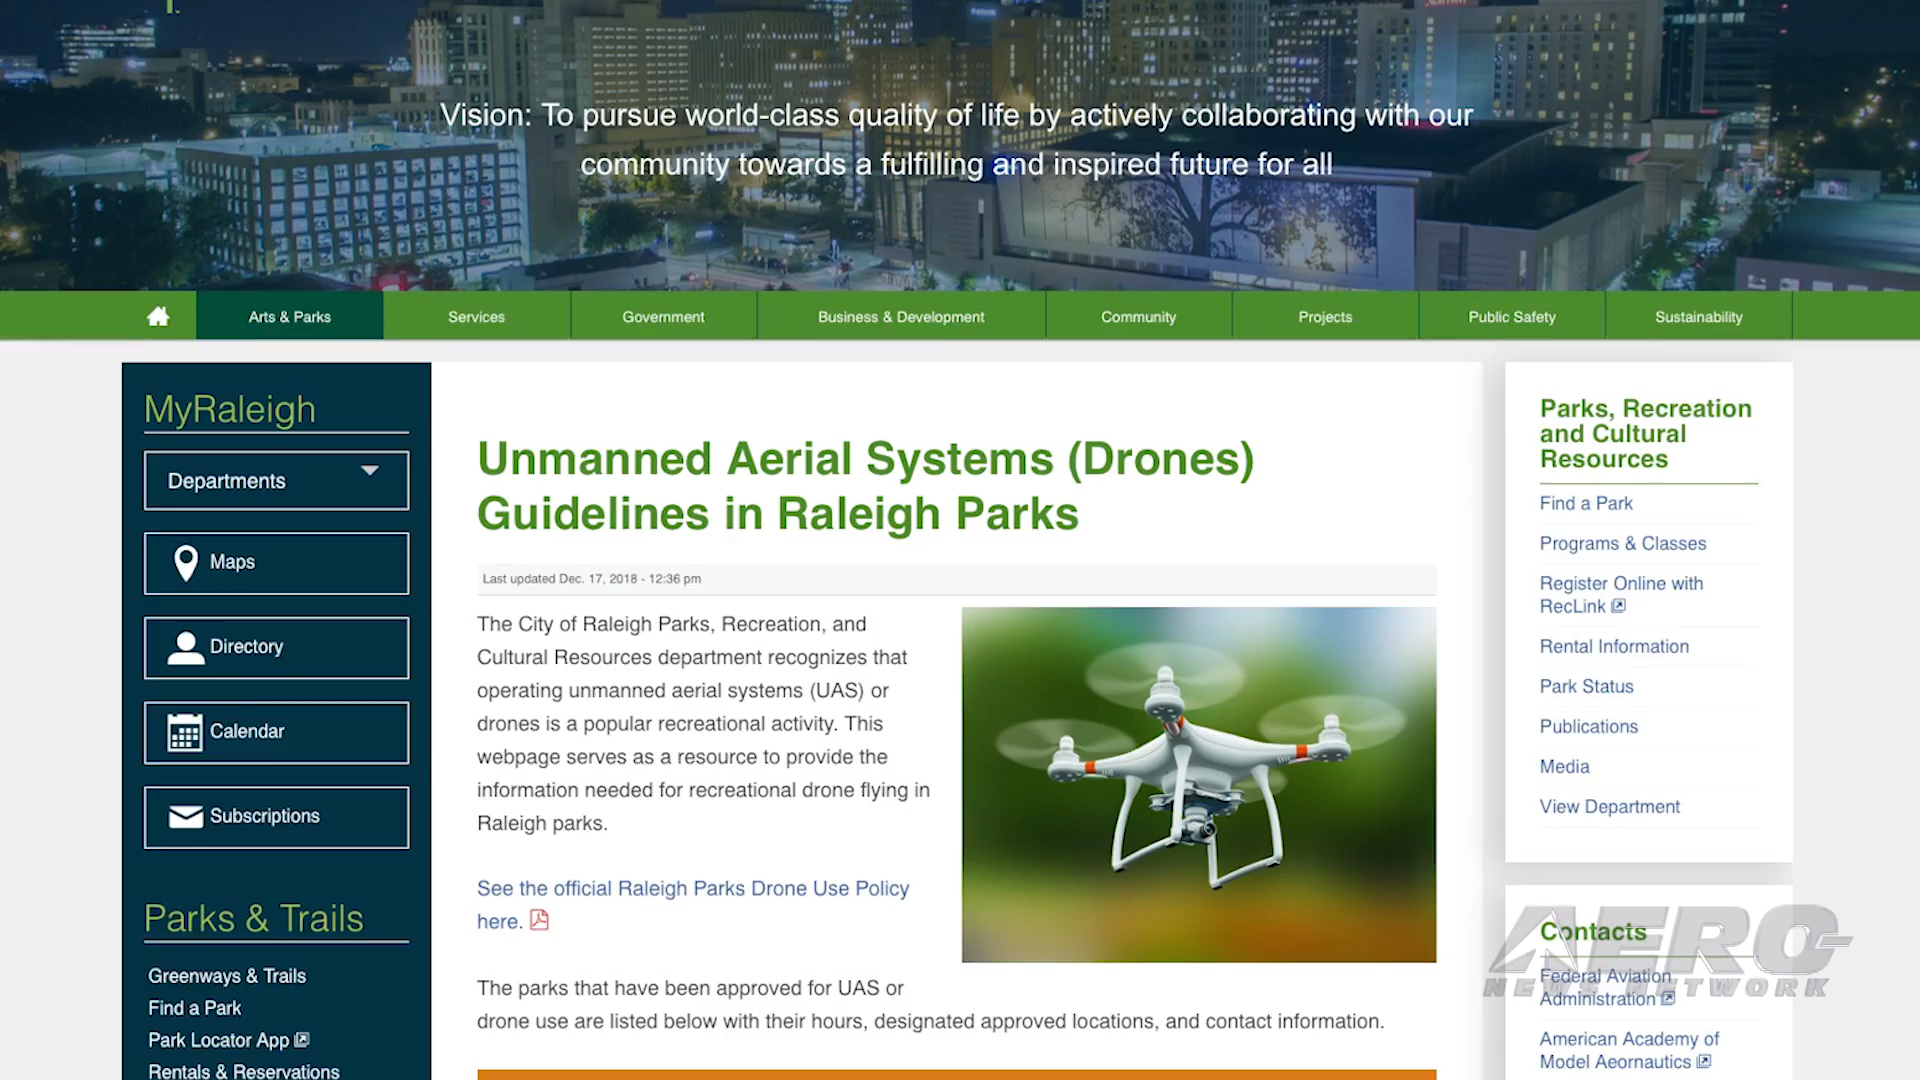 Vision: To pursue world-class quality of life by actively collaborating with our
community towards a fulfilling and inspired future for all
Arts & Parks
Services
Government
Business & Development
Community
Projects
Public Safety
Sustainability
MyRaleigh
Departments
Maps
Directory
Calendar
Subscriptions
Parks & Trails
Greenways & Trails
Find a Park
Park Locator App
Rentals & Reservations
Unmanned Aerial Systems (Drones)
Guidelines in Raleigh Parks
Last updated Dec. 17, 2018 - 12:36 pm
The City of Raleigh Parks, Recreation, and
Cultural Resources department recognizes that
operating unmanned aerial systems (UAS) or
drones is a popular recreational activity. This
webpage serves as a resource to provide the
information needed for recreational drone flying in
Raleigh parks.
See the official Raleigh Parks Drone Use Policy
here.
The parks that have been approved for UAS or
drone use are listed below with their hours, designated approved locations, and contact information.
Parks, Recreation
and Cultural
Resources
Find a Park
Programs & Classes
Register Online with
RecLink
Rental Information
Park Status
Publications
Media
View Department
Contacts
Federal Aviation
Administration
American Academy of
Model Aeornautics
AERO-
NEWS NETWORK